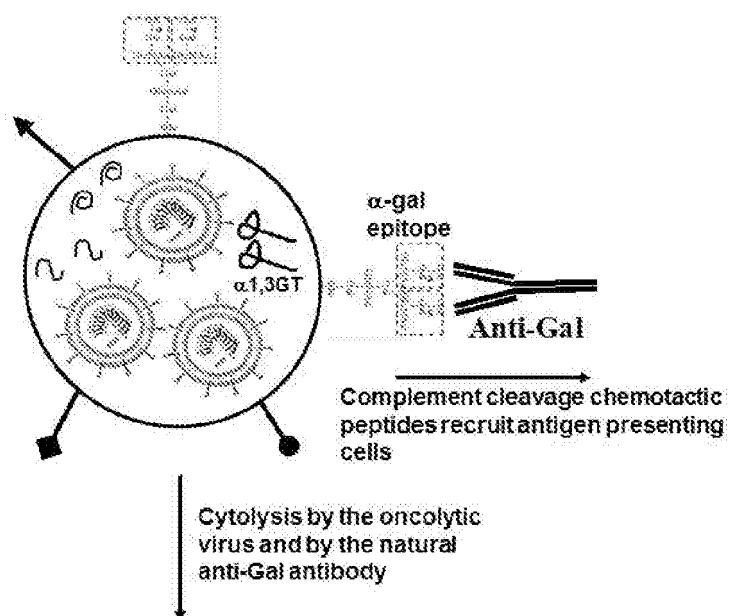 α-gal
epitope
α1,3GT
Anti-Gal
Complement cleavage chemotactic
peptides recruit antigen presenting
cells
Cytolysis by the oncolytic
virus and by the natural
anti-Gal antibody